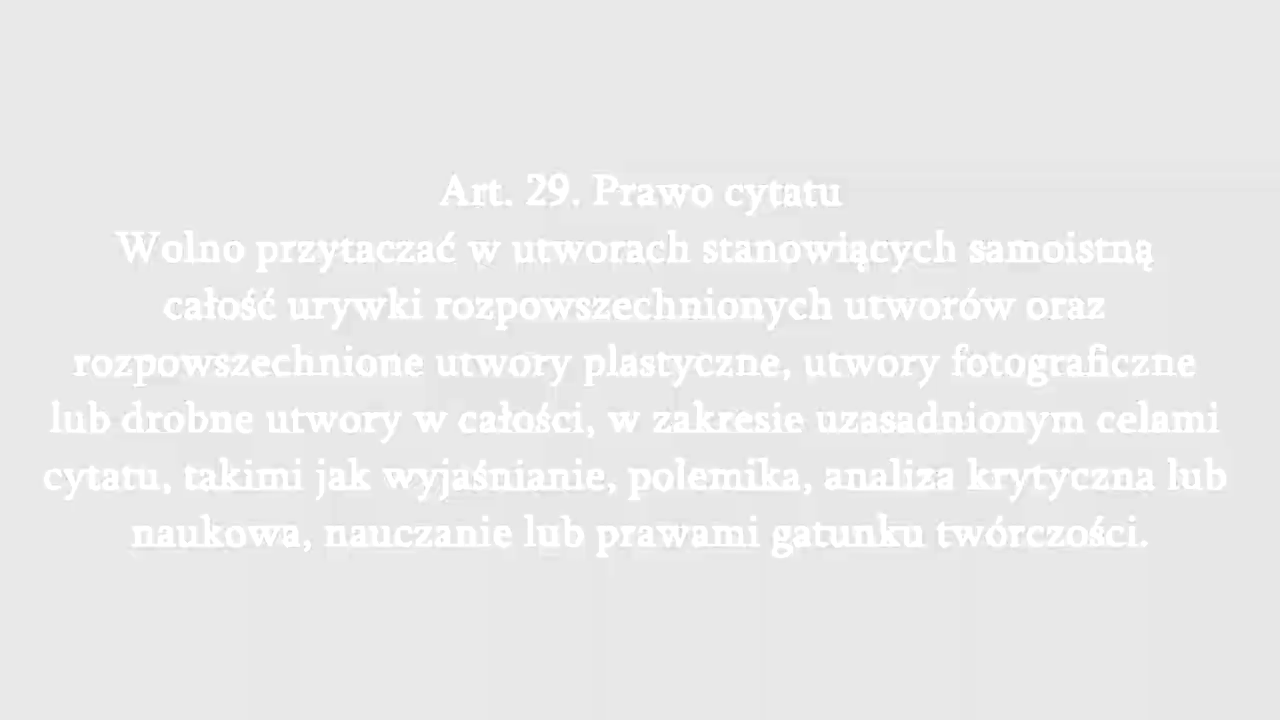 Art. 29. Prawo cytatu
Wolno przytaczać w utworach stanowiących samoistną
całość urywki rozpowszechnionych utworów oraz
rozpowszechnione utwory plastyczne, utwory fotograficzne
lub drobne utwory w całości, w zakresie uzasadnionym celami
cytatu, takimi jak wyjaśnianie, polemika, analiza krytyczna lub
naukowa, nauczanie lub prawami gatunku twórczości.